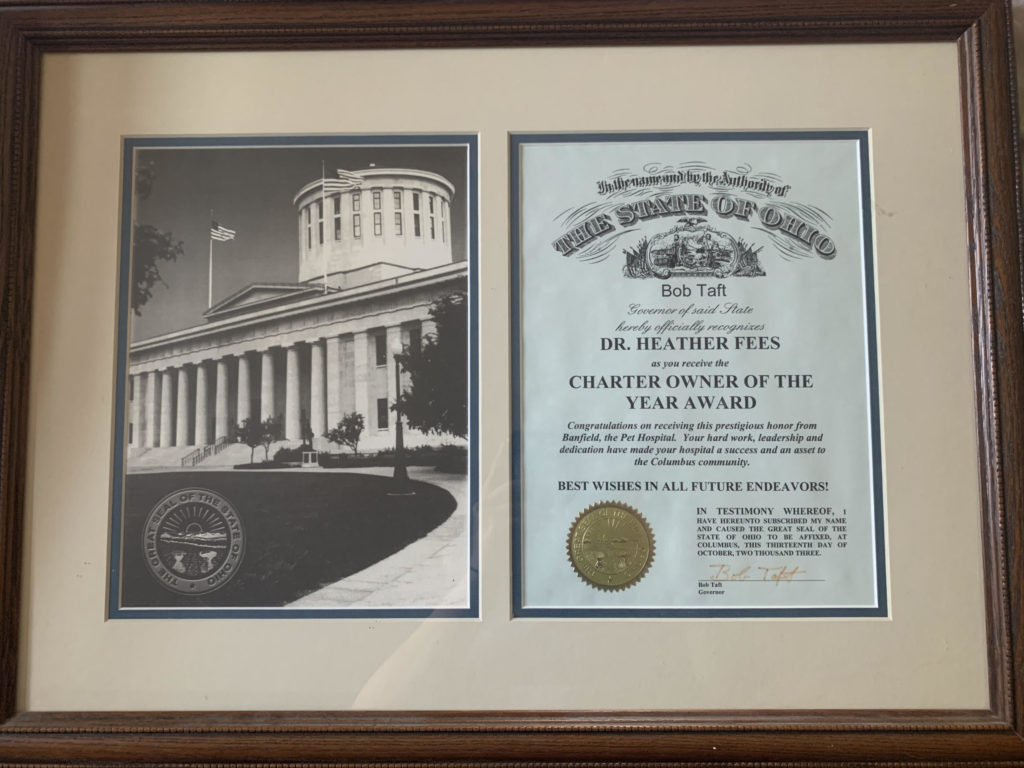 THE GREAT SEAL OF THE STATE OF OHIO
In the name and by the Authority of
THE STATE OF OHIO
Bob Taft
Governor of said State
hereby officially recognizes
DR. HEATHER FEES
as you receive the
CHARTER OWNER OF THE
YEAR AWARD
Congratulations on receiving this prestigious honor from
Banfield, the Pet Hospital. Your hard work, leadership and
dedication have made your hospital a success and an asset to
the Columbus community.
BEST WISHES IN ALL FUTURE ENDEAVORS!
IN TESTIMONY WHEREOF, I
HAVE HEREUNTO SUBSCRIBED MY NAME
AND CAUSED THE GREAT SEAL OF THE
STATE OF OHIO TO BE AFFIXED, AT
COLUMBUS, THIS THIRTEENTH DAY OF
OCTOBER, TWO THOUSAND THREE.
Bob Taft
Bob Taft
Governor